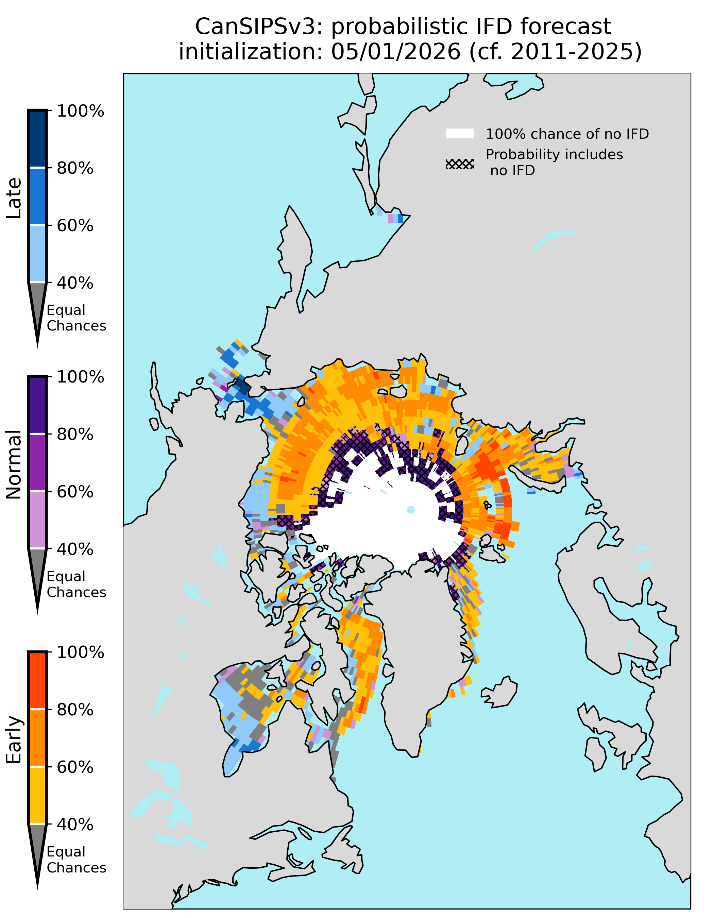 CanSIPSv3: probabilistic IFD forecast
initialization: 05/01/2026 (cf. 2011-2025)
100% chance of no IFD
Probability includes
no IFD
Late
100%
80%
60%
40%
Equal
Chances
Normal
100%
80%
60%
40%
Equal
Chances
Early
100%
80%
60%
40%
Equal
Chances